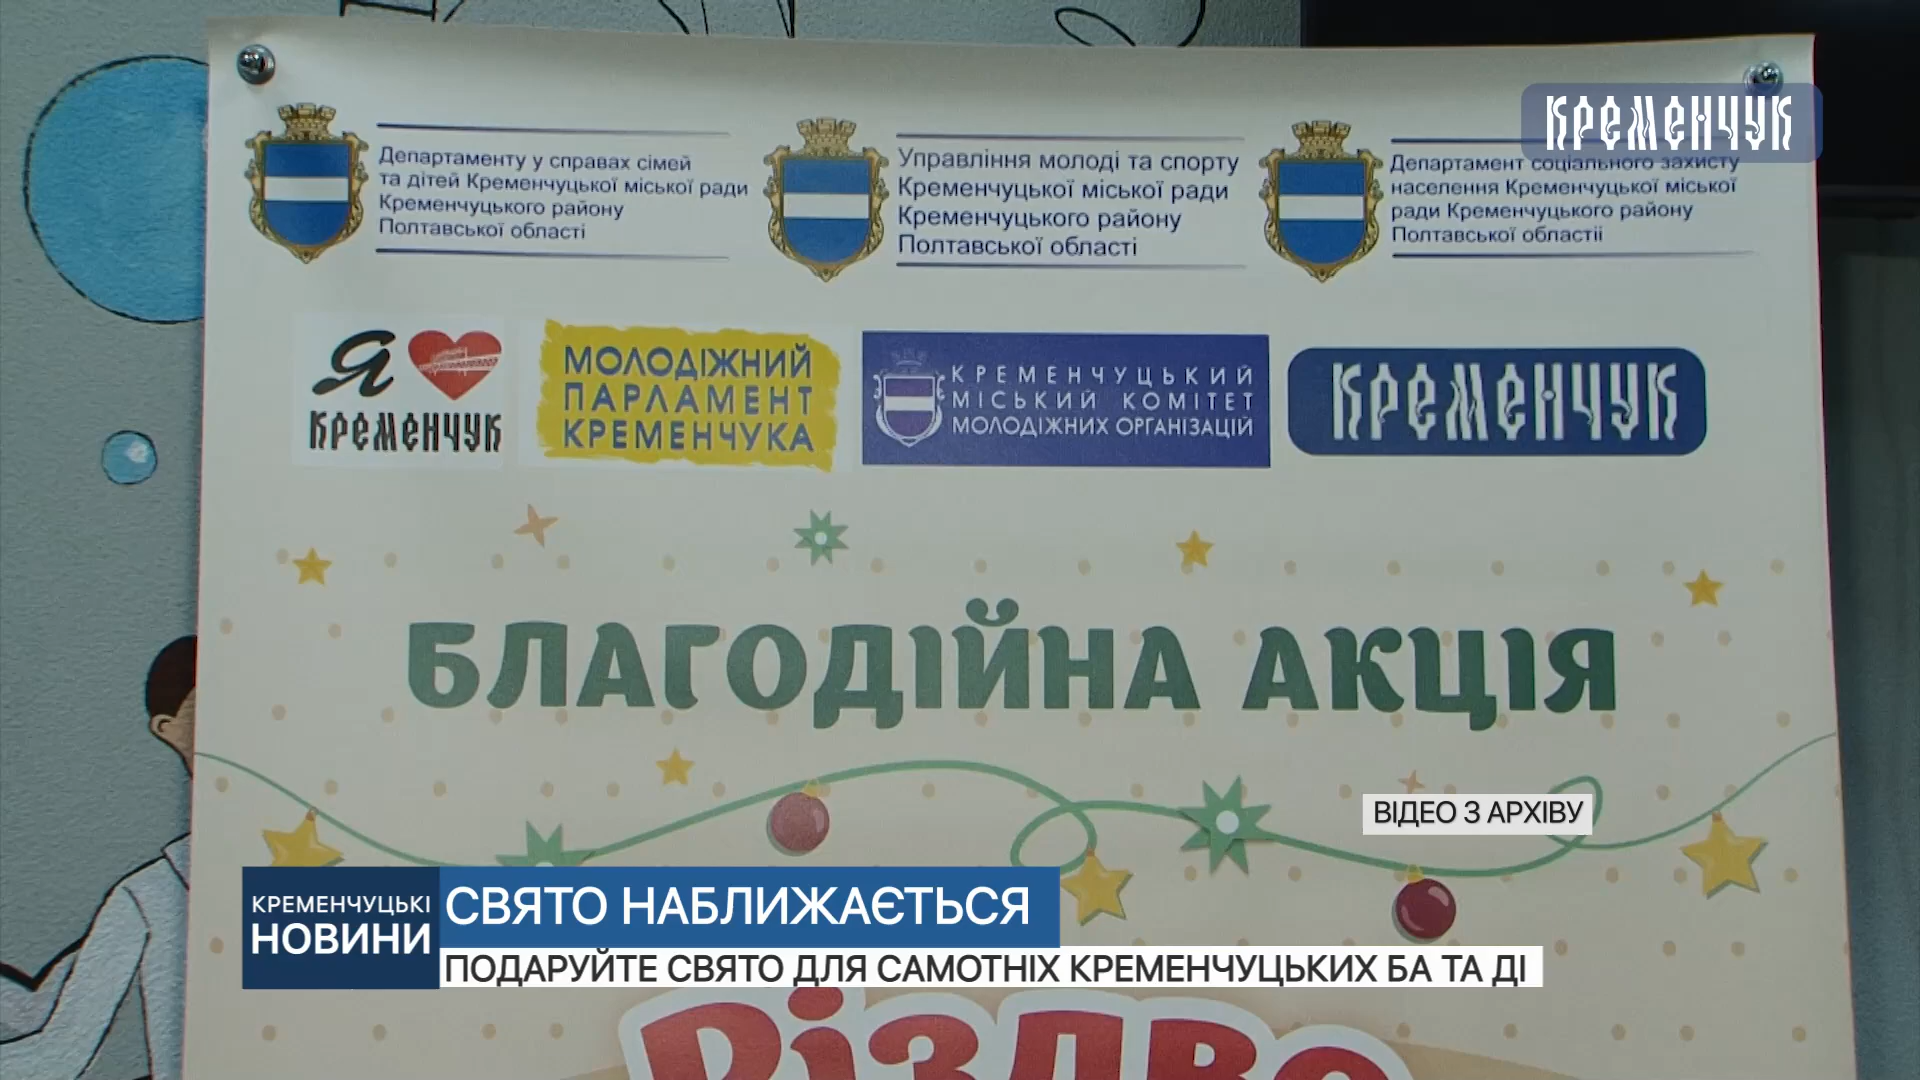 КРЕМЕНЧУК
Департаменту у справах сімей
та дітей Кременчуцької міської ради
Кременчуцького району
Полтавської області
Управління молоді та спорту
Кременчуцької міської ради
Кременчуцького району
Полтавської області
Департамент соціального захисту
населення Кременчуцької міської
ради Кременчуцького району
Полтавської областіі
Я
КРЕМЕНЧУК
МОЛОДІЖНИЙ
ПАРЛАМЕНТ
КРЕМЕНЧУКА
КРЕМЕНЧУЦЬКИЙ
МІСЬКИЙ КОМІТЕТ
МОЛОДІЖНИХ ОРГАНІЗАЦІЙ
КРЕМЕНЧУК
БЛАГОДІЙНА АКЦІЯ
ВІДЕО З АРХІВУ
КРЕМЕНЧУЦЬКІ
НОВИНИ
СВЯТО НАБЛИЖАЄТЬСЯ
ПОДАРУЙТЕ СВЯТО ДЛЯ САМОТНІХ КРЕМЕНЧУЦЬКИХ БА ТА ДІ
Різдво